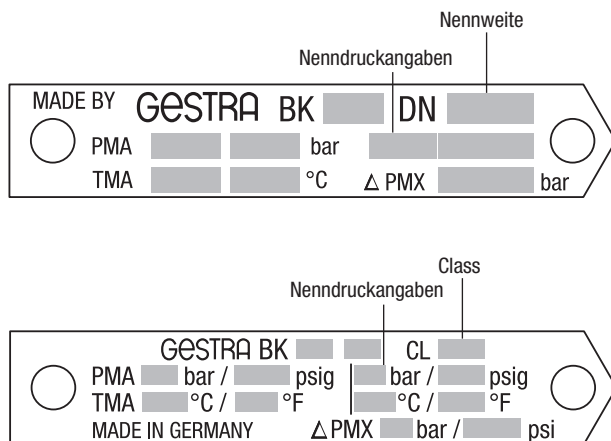 Nennweite
Nenndruckangaben
MADE BY GESTRA BK DN
PMA bar
TMA °C Δ PMX bar
Class
Nenndruckangaben
GESTRA BK CL
PMA bar / psig bar / psig
TMA °C / °F °C / °F
MADE IN GERMANY Δ PMX bar / psi